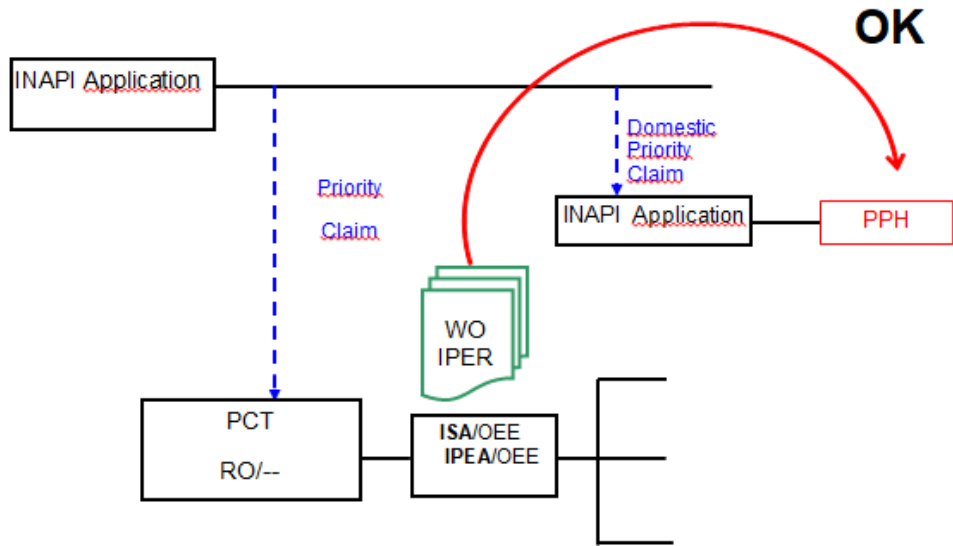 OK
INAPI Application
Domestic
Priority
Claim
Priority
Claim
INAPI Application
PPH
WO
IPER
PCT
RO/--
ISA/OEE
IPEA/OEE